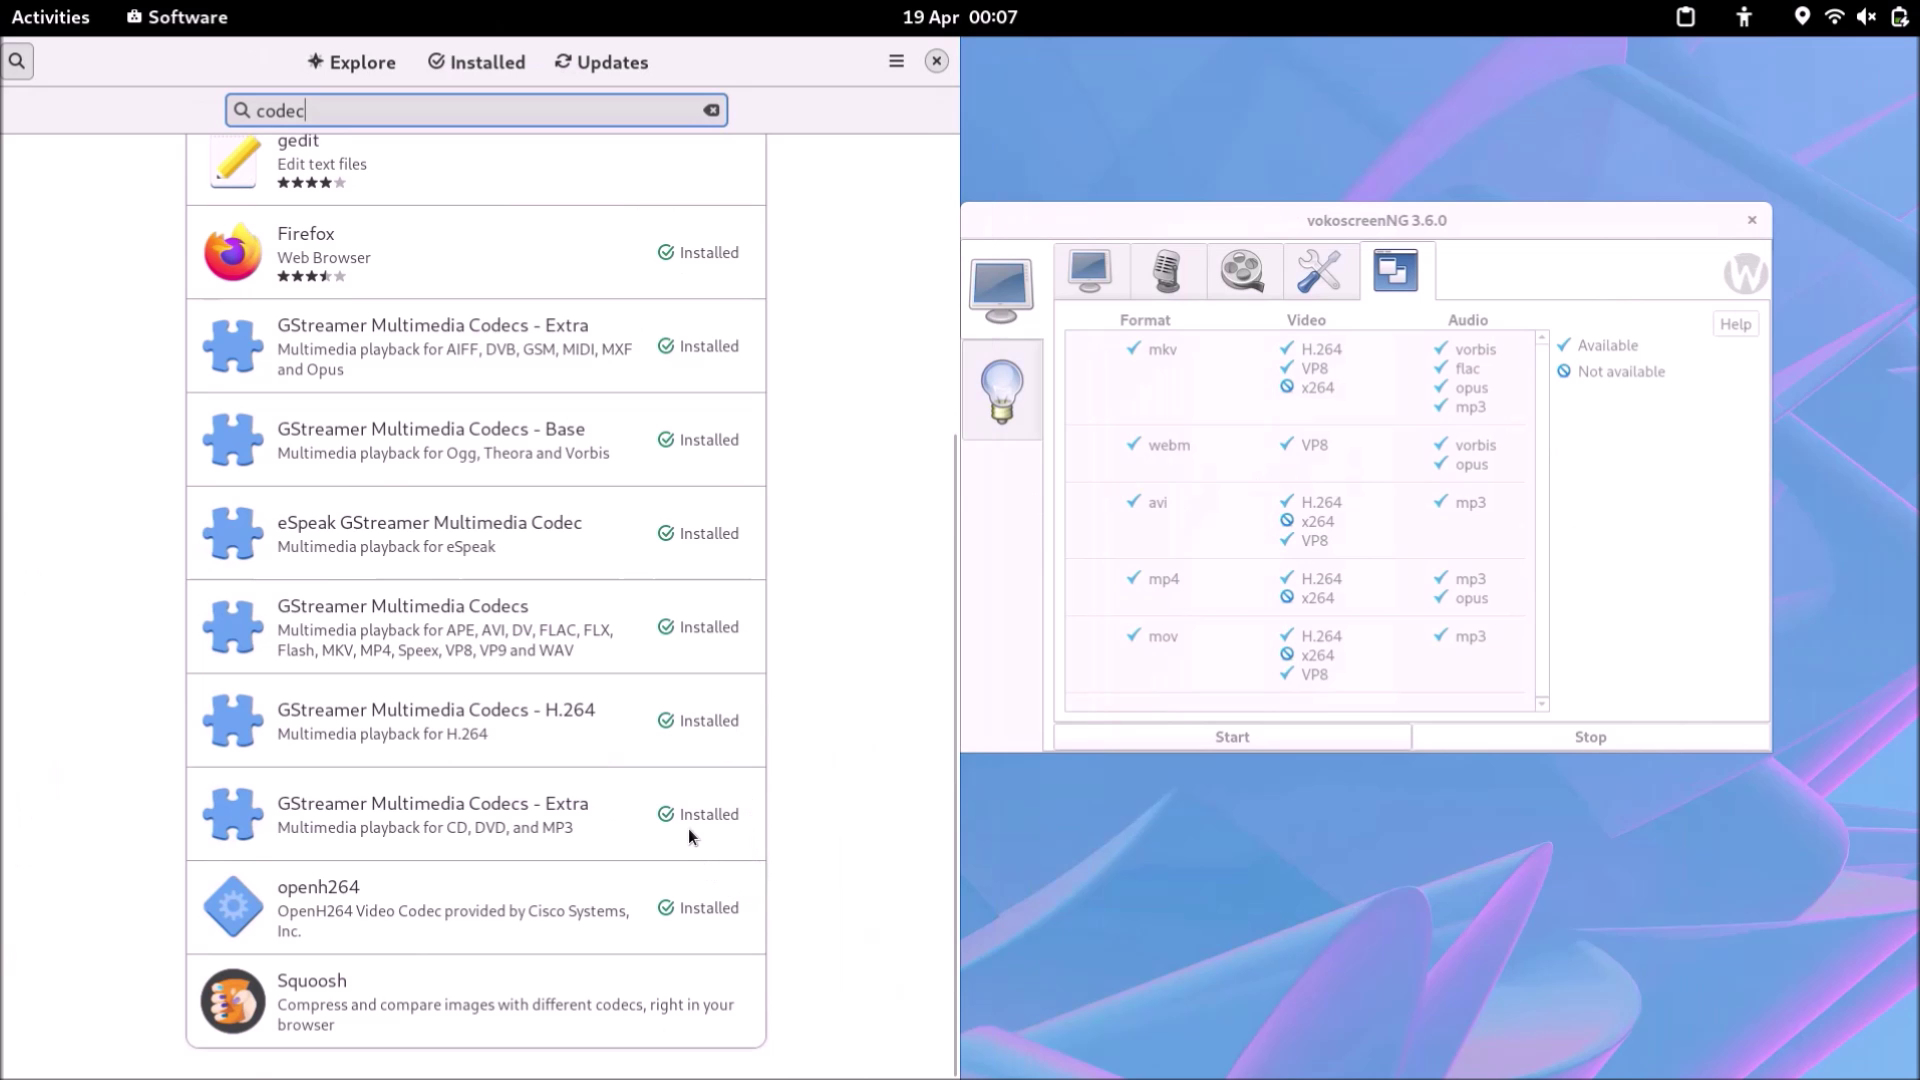 Activities
Software
19 Apr 00:07
Explore
Installed
Updates
codec
gedit
Edit text files
Firefox
Web Browser
Installed
GStreamer Multimedia Codecs - Extra
Multimedia playback for AIFF, DVB, GSM, MIDI, MXF
and Opus
Installed
GStreamer Multimedia Codecs - Base
Multimedia playback for Ogg, Theora and Vorbis
Installed
eSpeak GStreamer Multimedia Codec
Multimedia playback for eSpeak
Installed
GStreamer Multimedia Codecs
Multimedia playback for APE, AVI, DV, FLAC, FLX,
Flash, MKV, MP4, Speex, VP8, VP9 and WAV
Installed
GStreamer Multimedia Codecs - H.264
Multimedia playback for H.264
Installed
GStreamer Multimedia Codecs - Extra
Multimedia playback for CD, DVD, and MP3
Installed
openh264
OpenH264 Video Codec provided by Cisco Systems,
Inc.
Installed
Squoosh
Compress and compare images with different codecs, right in your
browser
vokoscreenNG 3.6.0
W
Format Video Audio
Help
mkv H.264 vorbis
VP8 flac
x264 opus
mp3
webm VP8 vorbis
opus
avi H.264 mp3
x264
VP8
mp4 H.264 mp3
x264 opus
mov H.264 mp3
x264
VP8
Available
Not available
Start
Stop